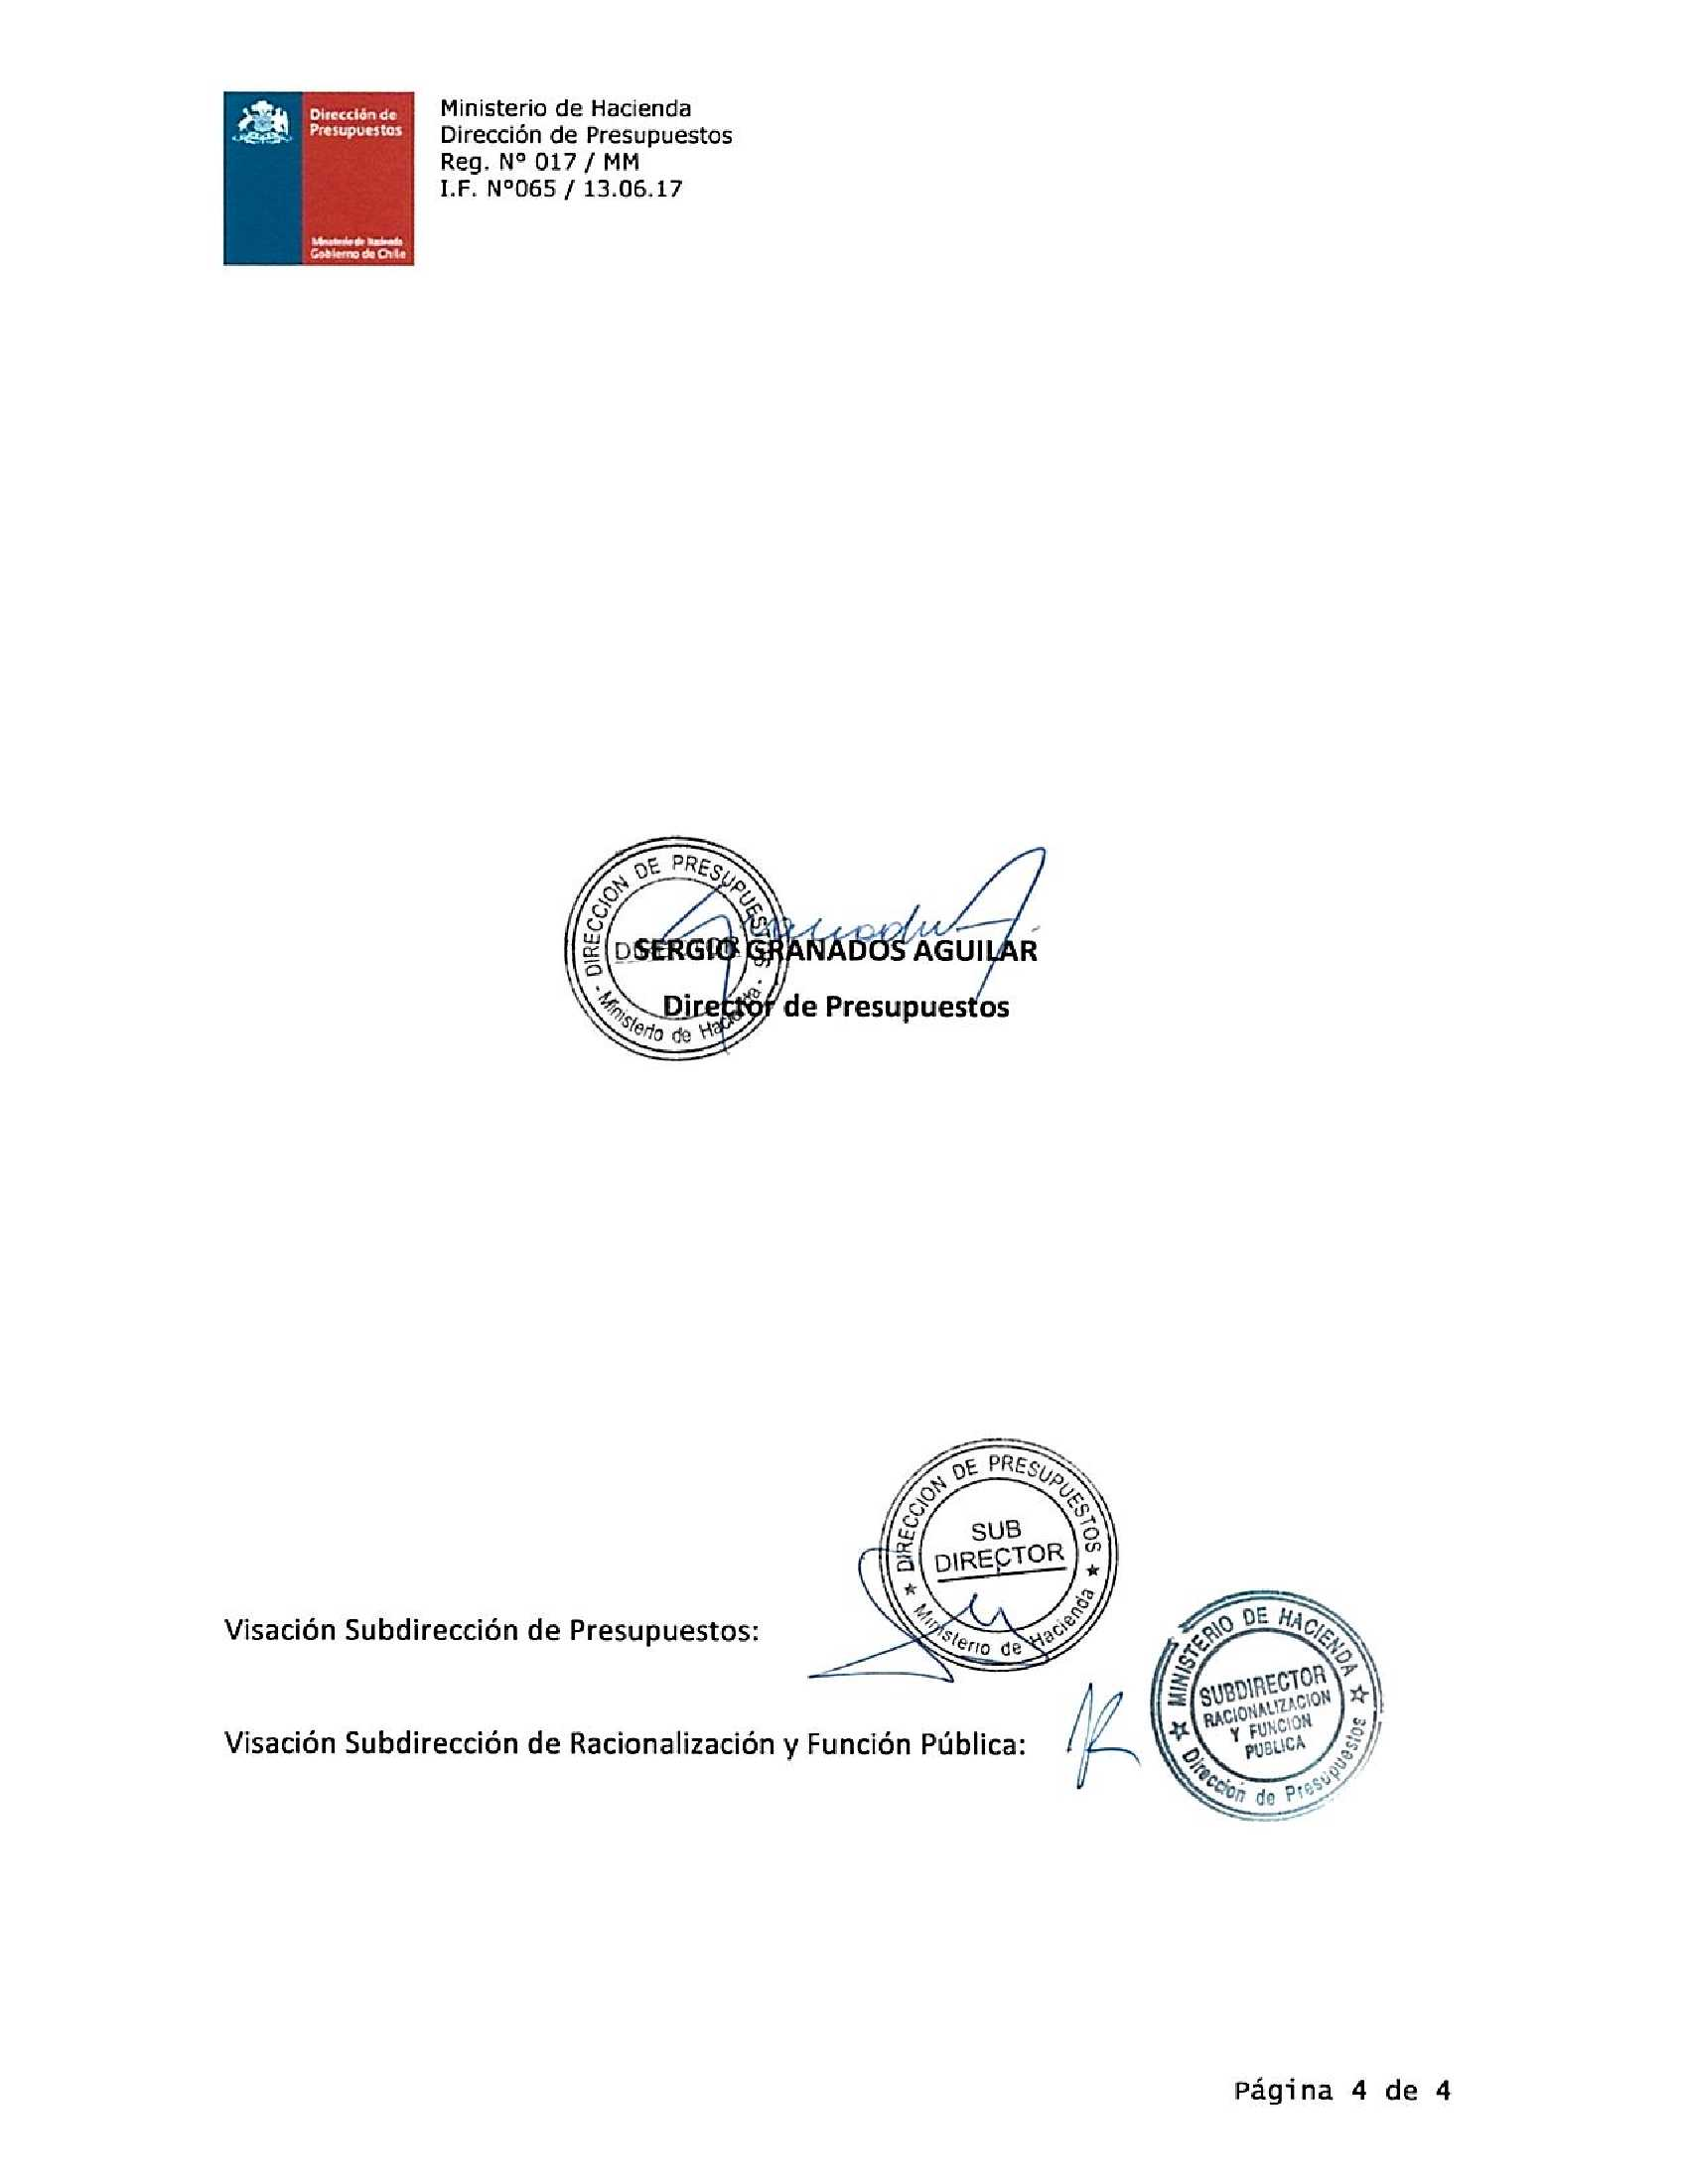 Dirección de
Presupuestos
Ministerio de Hacienda
Gobierno de Chile
Ministerio de Hacienda
Dirección de Presupuestos
Reg. Nº 017 / MM
I.F. Nº065 / 13.06.17
DIRECCION DE PRESUPUESTOS
DIRECTOR
- Ministerio de Hacienda -
SERGIO GRANADOS AGUILAR
Director de Presupuestos
DIRECCION DE PRESUPUESTOS
SUB
DIRECTOR
Ministerio de Hacienda
Visación Subdirección de Presupuestos:
MINISTERIO DE HACIENDA
SUBDIRECTOR
RACIONALIZACION
Y FUNCION
PUBLICA
Dirección de Presupuestos
Visación Subdirección de Racionalización y Función Pública:
Página 4 de 4